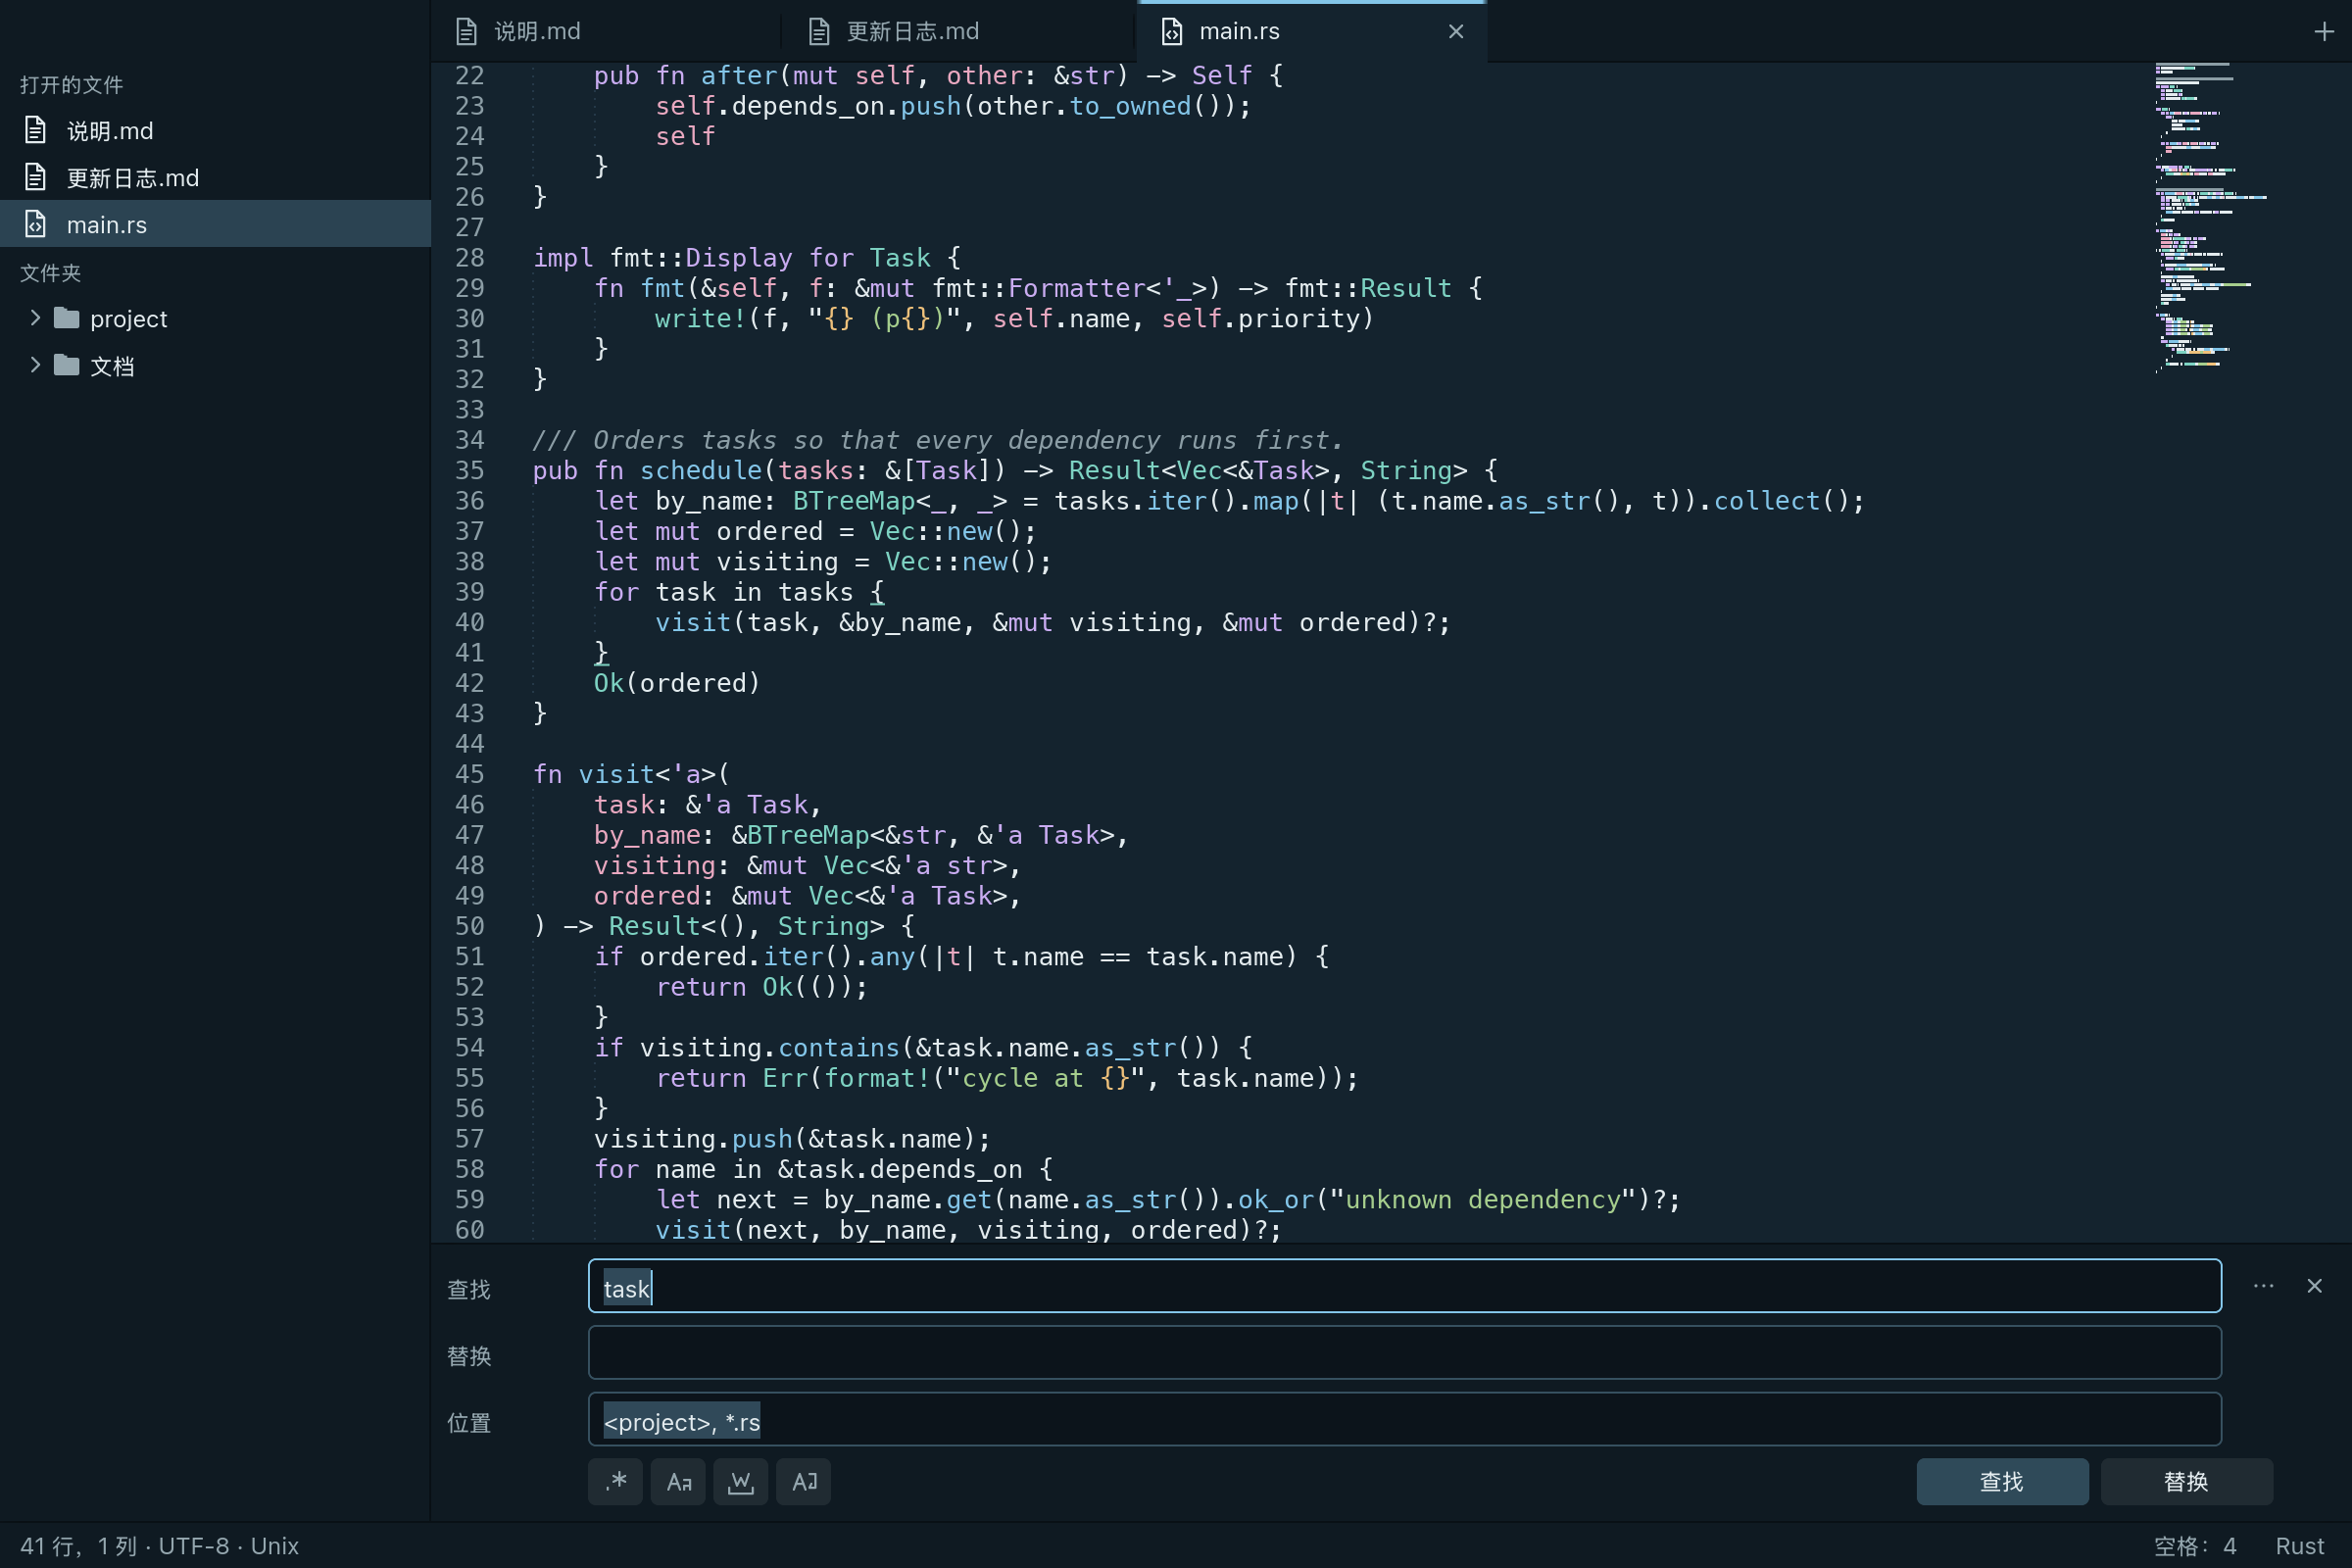 打开的文件
说明.md
更新日志.md
main.rs
文件夹
project
文档
说明.md
更新日志.md
main.rs
22     pub fn after(mut self, other: &str) -> Self {
23         self.depends_on.push(other.to_owned());
24         self
25     }
26 }
27
28 impl fmt::Display for Task {
29     fn fmt(&self, f: &mut fmt::Formatter<'_>) -> fmt::Result {
30         write!(f, "{} (p{})", self.name, self.priority)
31     }
32 }
33
34 /// Orders tasks so that every dependency runs first.
35 pub fn schedule(tasks: &[Task]) -> Result<Vec<&Task>, String> {
36     let by_name: BTreeMap<_, _> = tasks.iter().map(|t| (t.name.as_str(), t)).collect();
37     let mut ordered = Vec::new();
38     let mut visiting = Vec::new();
39     for task in tasks {
40         visit(task, &by_name, &mut visiting, &mut ordered)?;
41     }
42     Ok(ordered)
43 }
44
45 fn visit<'a>(
46     task: &'a Task,
47     by_name: &BTreeMap<&str, &'a Task>,
48     visiting: &mut Vec<&'a str>,
49     ordered: &mut Vec<&'a Task>,
50 ) -> Result<(), String> {
51     if ordered.iter().any(|t| t.name == task.name) {
52         return Ok(());
53     }
54     if visiting.contains(&task.name.as_str()) {
55         return Err(format!("cycle at {}", task.name));
56     }
57     visiting.push(&task.name);
58     for name in &task.depends_on {
59         let next = by_name.get(name.as_str()).ok_or("unknown dependency")?;
60         visit(next, by_name, visiting, ordered)?;
查找
task
替换
位置
<project>, *.rs
查找
替换
41 行，1 列 · UTF-8 · Unix
空格：4
Rust